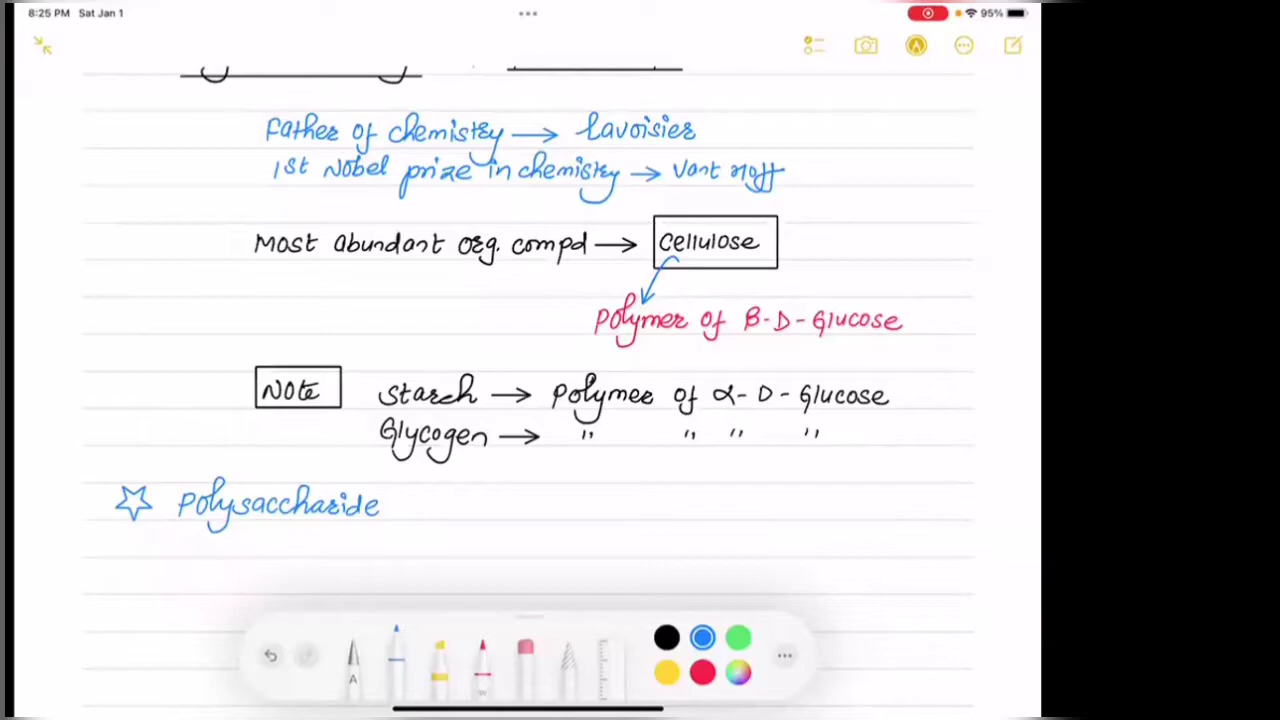 8:25 PM Sat Jan 1
95%
Father of chemistry → Lavoisier
1st Nobel prize in chemistry → Vant Hoff
Most abundant org. compd → Cellulose
Polymer of β-D-Glucose
Note Starch → Polymer of α-D-Glucose
Glycogen → " " " "
☆ Polysaccharide
A